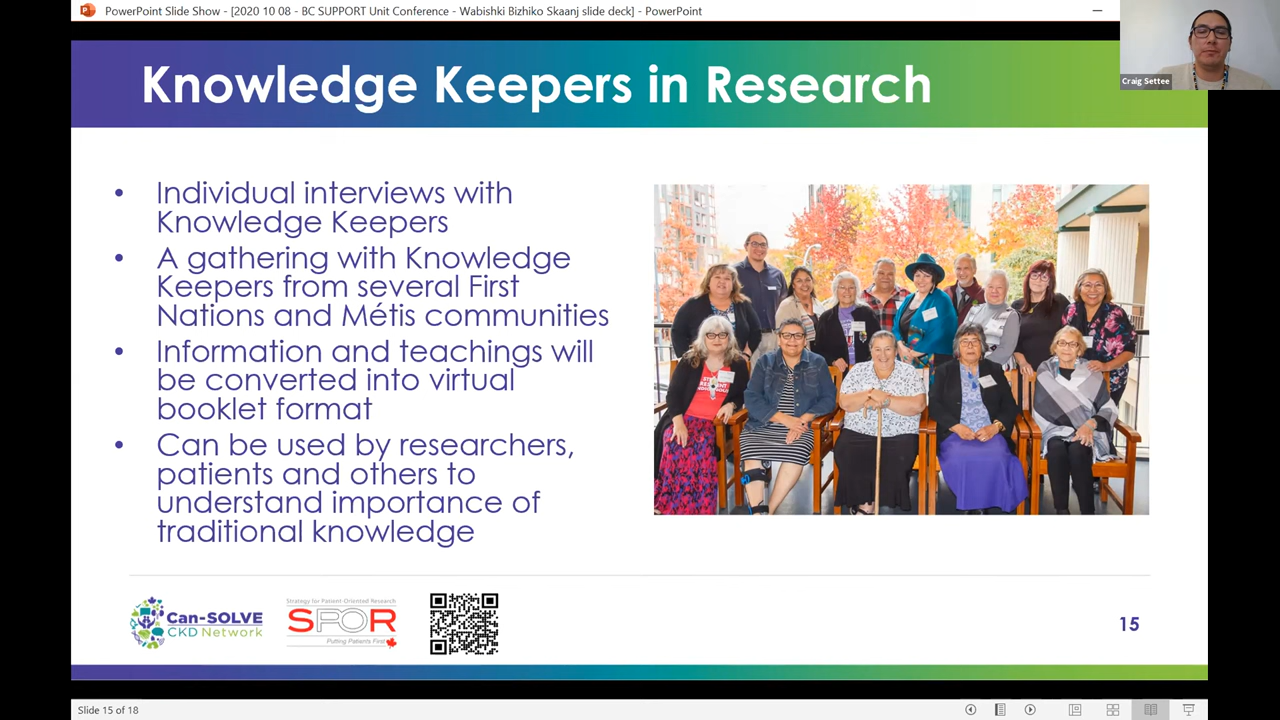 PowerPoint Slide Show - [2020 10 08 - BC SUPPORT Unit Conference - Wabishki Bizhiko Skaanj slide deck] - PowerPoint
Craig Settee
Knowledge Keepers in Research
• Individual interviews with
Knowledge Keepers
• A gathering with Knowledge
Keepers from several First
Nations and Métis communities
• Information and teachings will
be converted into virtual
booklet format
• Can be used by researchers,
patients and others to
understand importance of
traditional knowledge
Can-SOLVE
CKD Network
Strategy for Patient-Oriented Research
SPOR
Putting Patients First
15
Slide 15 of 18